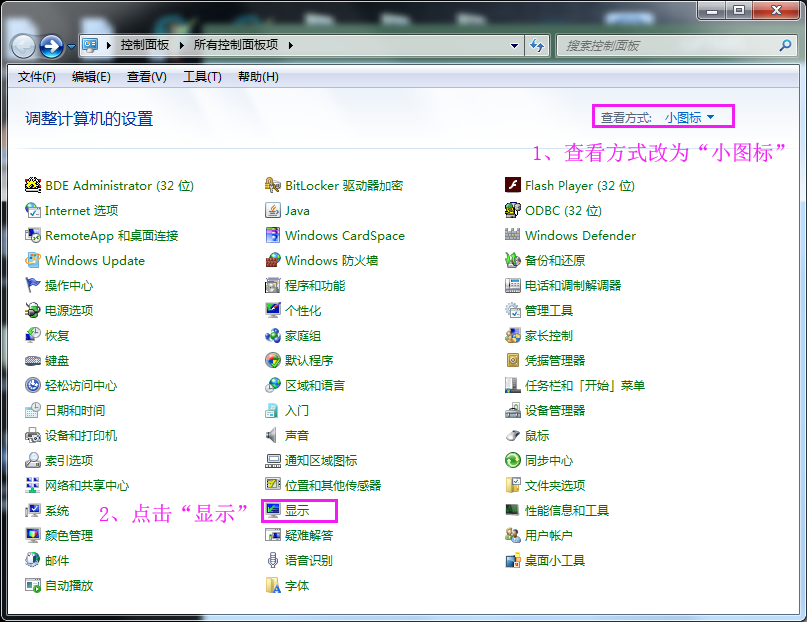 控制面板 ▸ 所有控制面板项 ▸
搜索控制面板
文件(F) 编辑(E) 查看(V) 工具(T) 帮助(H)
调整计算机的设置
查看方式: 小图标
1、查看方式改为“小图标”
BDE Administrator (32 位)
BitLocker 驱动器加密
Flash Player (32 位)
Internet 选项
Java
ODBC (32 位)
RemoteApp 和桌面连接
Windows CardSpace
Windows Defender
Windows Update
Windows 防火墙
备份和还原
操作中心
程序和功能
电话和调制解调器
电源选项
个性化
管理工具
恢复
家庭组
家长控制
键盘
默认程序
凭据管理器
轻松访问中心
区域和语言
任务栏和「开始」菜单
日期和时间
入门
设备管理器
设备和打印机
声音
鼠标
索引选项
通知区域图标
同步中心
网络和共享中心
位置和其他传感器
文件夹选项
系统
2、点击“显示”
显示
性能信息和工具
颜色管理
疑难解答
用户帐户
邮件
语音识别
桌面小工具
自动播放
字体